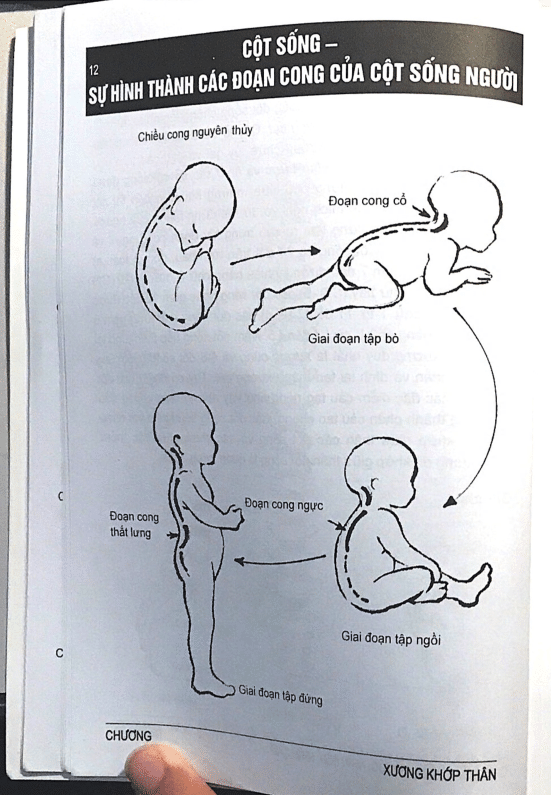 12
CỘT SỐNG –
SỰ HÌNH THÀNH CÁC ĐOẠN CONG CỦA CỘT SỐNG NGƯỜI
Chiều cong nguyên thủy
Đoạn cong cổ
Giai đoạn tập bò
Đoạn cong
thắt lưng
Đoạn cong ngực
Giai đoạn tập ngồi
Giai đoạn tập đứng
CHƯƠNG
XƯƠNG KHỚP THÂN
C
C